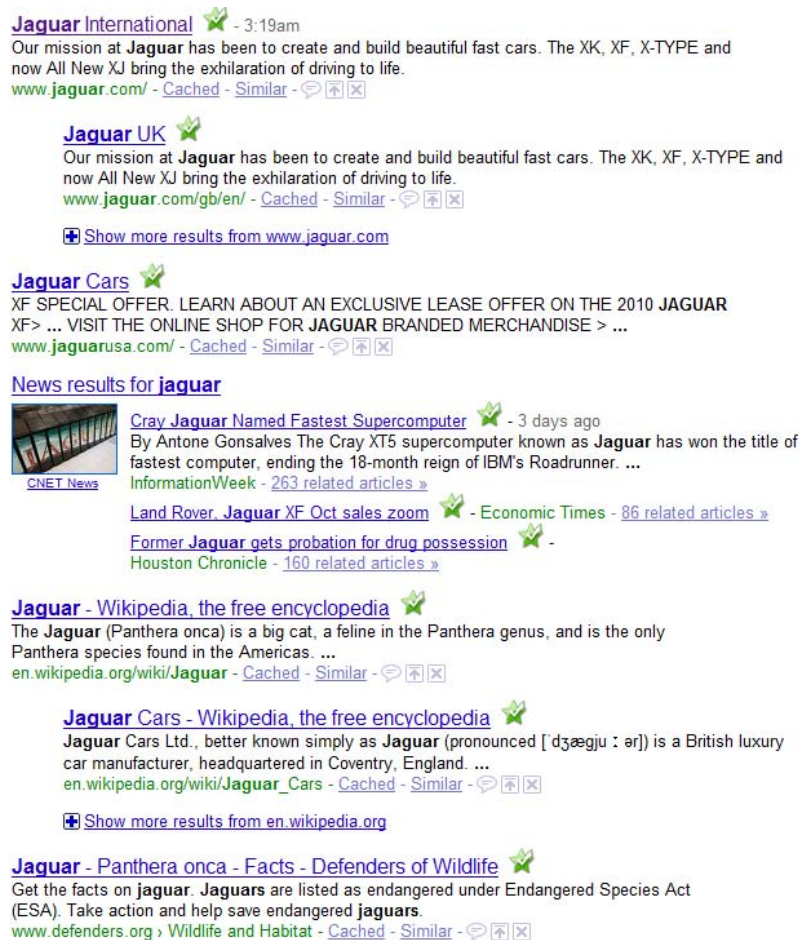 Jaguar International - 3:19am
Our mission at Jaguar has been to create and build beautiful fast cars. The XK, XF, X-TYPE and
now All New XJ bring the exhilaration of driving to life.
www.jaguar.com/ - Cached - Similar -
Jaguar UK
Our mission at Jaguar has been to create and build beautiful fast cars. The XK, XF, X-TYPE and
now All New XJ bring the exhilaration of driving to life.
www.jaguar.com/gb/en/ - Cached - Similar -
Show more results from www.jaguar.com
Jaguar Cars
XF SPECIAL OFFER. LEARN ABOUT AN EXCLUSIVE LEASE OFFER ON THE 2010 JAGUAR
XF> ... VISIT THE ONLINE SHOP FOR JAGUAR BRANDED MERCHANDISE > ...
www.jaguarusa.com/ - Cached - Similar -
News results for jaguar
Cray Jaguar Named Fastest Supercomputer - 3 days ago
By Antone Gonsalves The Cray XT5 supercomputer known as Jaguar has won the title of
fastest computer, ending the 18-month reign of IBM's Roadrunner. ...
CNET News
InformationWeek - 263 related articles »
Land Rover, Jaguar XF Oct sales zoom - Economic Times - 86 related articles »
Former Jaguar gets probation for drug possession -
Houston Chronicle - 160 related articles »
Jaguar - Wikipedia, the free encyclopedia
The Jaguar (Panthera onca) is a big cat, a feline in the Panthera genus, and is the only
Panthera species found in the Americas. ...
en.wikipedia.org/wiki/Jaguar - Cached - Similar -
Jaguar Cars - Wikipedia, the free encyclopedia
Jaguar Cars Ltd., better known simply as Jaguar (pronounced [ˈdʒægjuː ər]) is a British luxury
car manufacturer, headquartered in Coventry, England. ...
en.wikipedia.org/wiki/Jaguar_Cars - Cached - Similar -
Show more results from en.wikipedia.org
Jaguar - Panthera onca - Facts - Defenders of Wildlife
Get the facts on jaguar. Jaguars are listed as endangered under Endangered Species Act
(ESA). Take action and help save endangered jaguars.
www.defenders.org › Wildlife and Habitat - Cached - Similar -